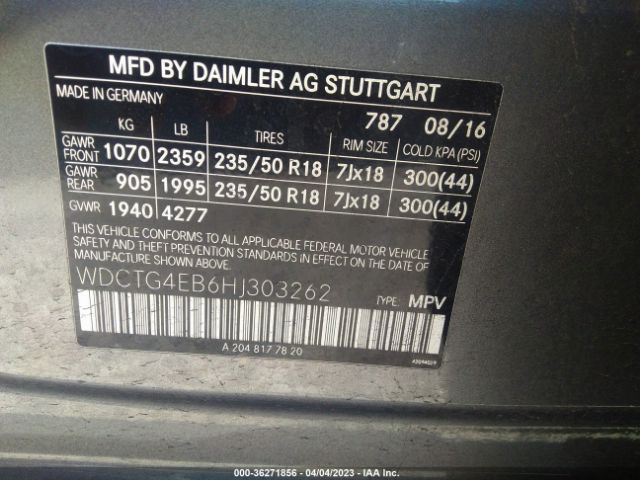 MFD BY DAIMLER AG STUTTGART
MADE IN GERMANY 787 08/16
KG LB TIRES RIM SIZE COLD KPA (PSI)
GAWR FRONT 1070 2359 235/50 R18 7Jx18 300(44)
GAWR REAR 905 1995 235/50 R18 7Jx18 300(44)
GVWR 1940 4277
THIS VEHICLE CONFORMS TO ALL APPLICABLE FEDERAL MOTOR VEHICLE
SAFETY AND THEFT PREVENTION STANDARDS IN EFFECT ON THE DATE OF
MANUFACTURE SHOWN ABOVE.
WDCTG4EB6HJ303262 TYPE: MPV
A 204 817 78 20
000-36271856 - 04/04/2023 - IAA Inc.